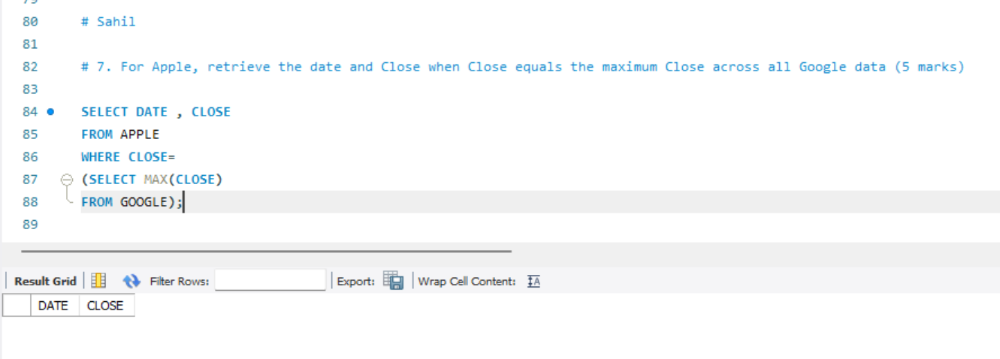 80 # Sahil
81
82 # 7. For Apple, retrieve the date and Close when Close equals the maximum Close across all Google data (5 marks)
83
84 SELECT DATE , CLOSE
85 FROM APPLE
86 WHERE CLOSE=
87 (SELECT MAX(CLOSE)
88 FROM GOOGLE);
89
Result Grid Filter Rows: Export: Wrap Cell Content: IA
DATE CLOSE